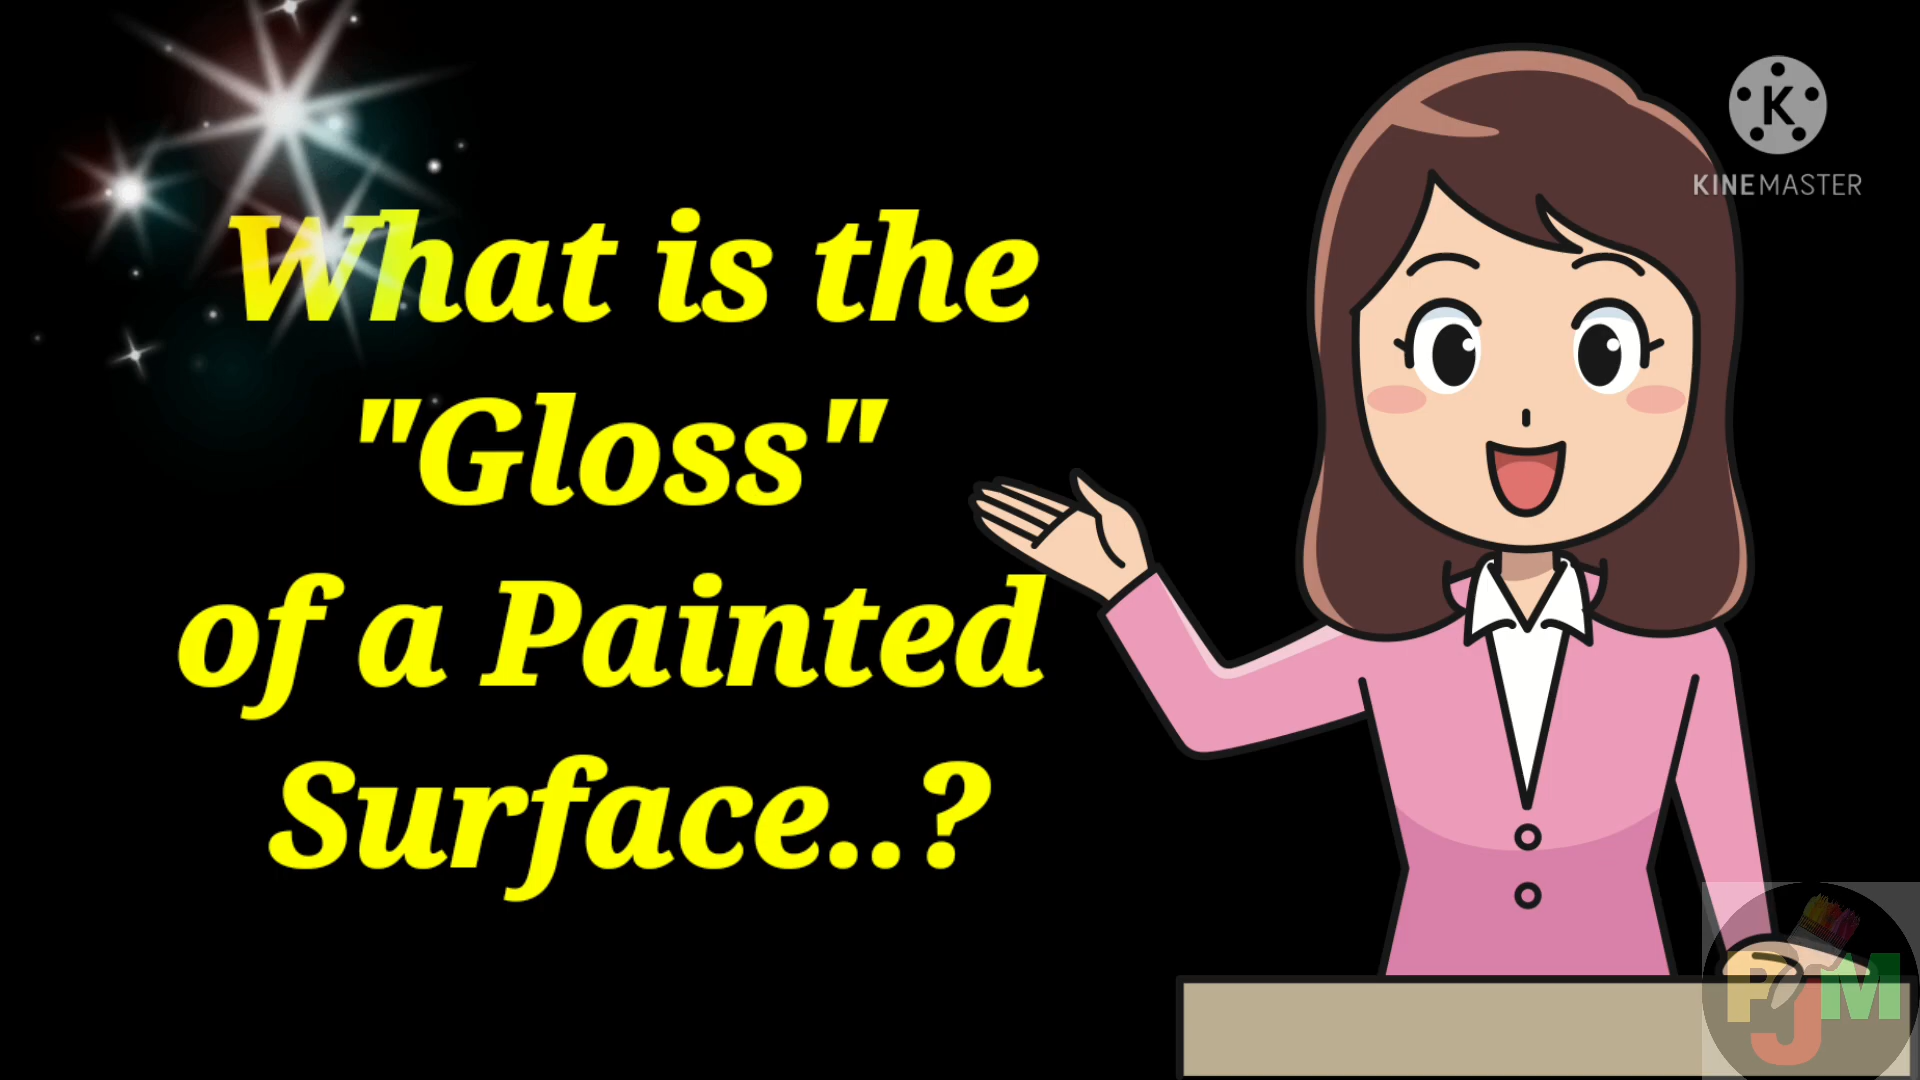 What is the
"Gloss"
of a Painted
Surface..?
K
KINEMASTER
PJM